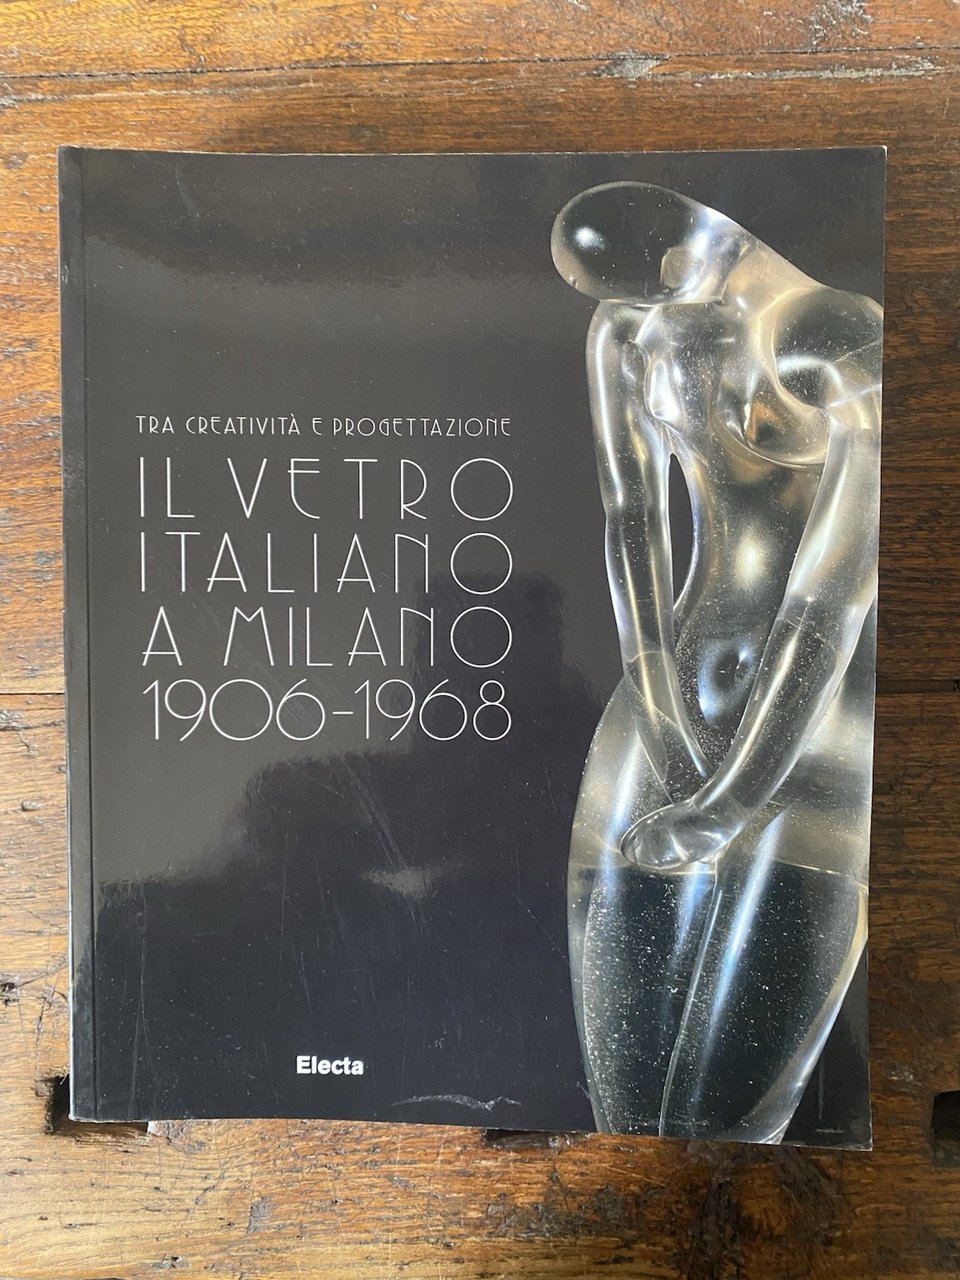 TRA CREATIVITÀ E PROGETTAZIONE
IL VETRO
ITALIANO
A MILANO
1906-1968
Electa